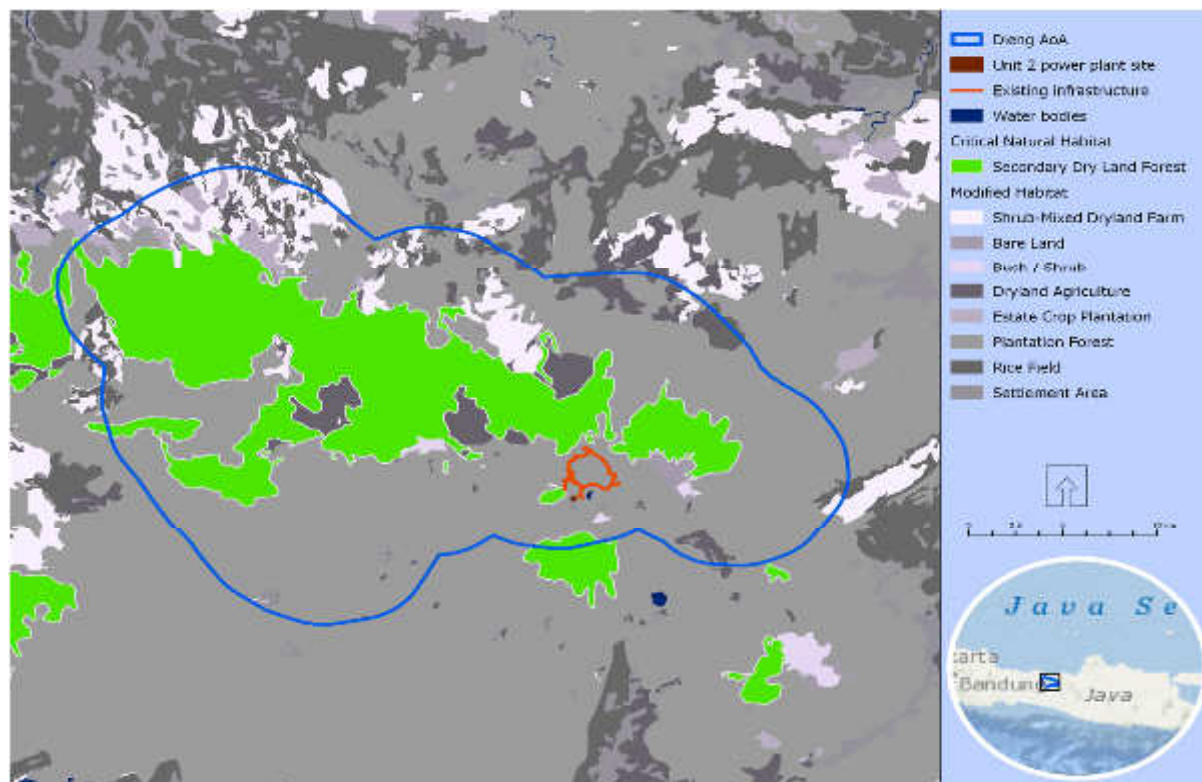 Dieng AoA
Unit 2 power plant site
Existing infrastructure
Water bodies
Critical Natural Habitat
Secondary Dry Land Forest
Modified Habitat
Shrub-Mixed Dryland Farm
Bare Land
Bush / Shrub
Dryland Agriculture
Estate Crop Plantation
Plantation Forest
Rice Field
Settlement Area
Java Se
arta
Bandung
Java